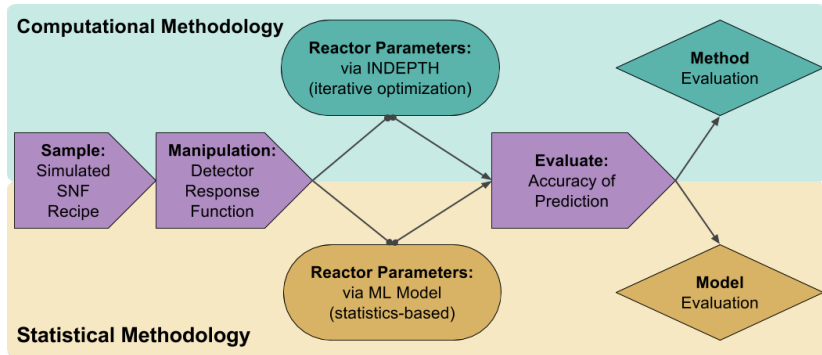 Computational Methodology
Reactor Parameters:
via INDEPTH
(iterative optimization)
Method
Evaluation
Sample:
Simulated
SNF
Recipe
Manipulation:
Detector
Response
Function
Evaluate:
Accuracy of
Prediction
Reactor Parameters:
via ML Model
(statistics-based)
Model
Evaluation
Statistical Methodology